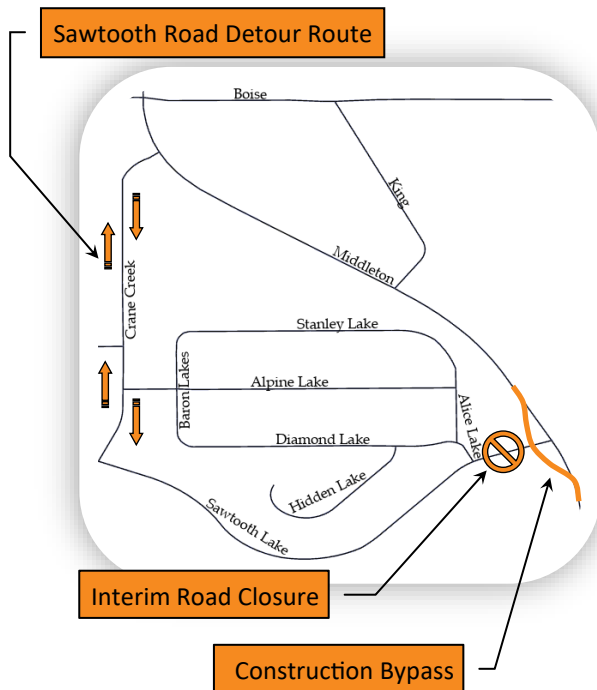 Sawtooth Road Detour Route
Boise
King
Middleton
Crane Creek
Stanley Lake
Baron Lakes
Alpine Lake
Alice Lake
Diamond Lake
Hidden Lake
Sawtooth Lake
Interim Road Closure
Construction Bypass